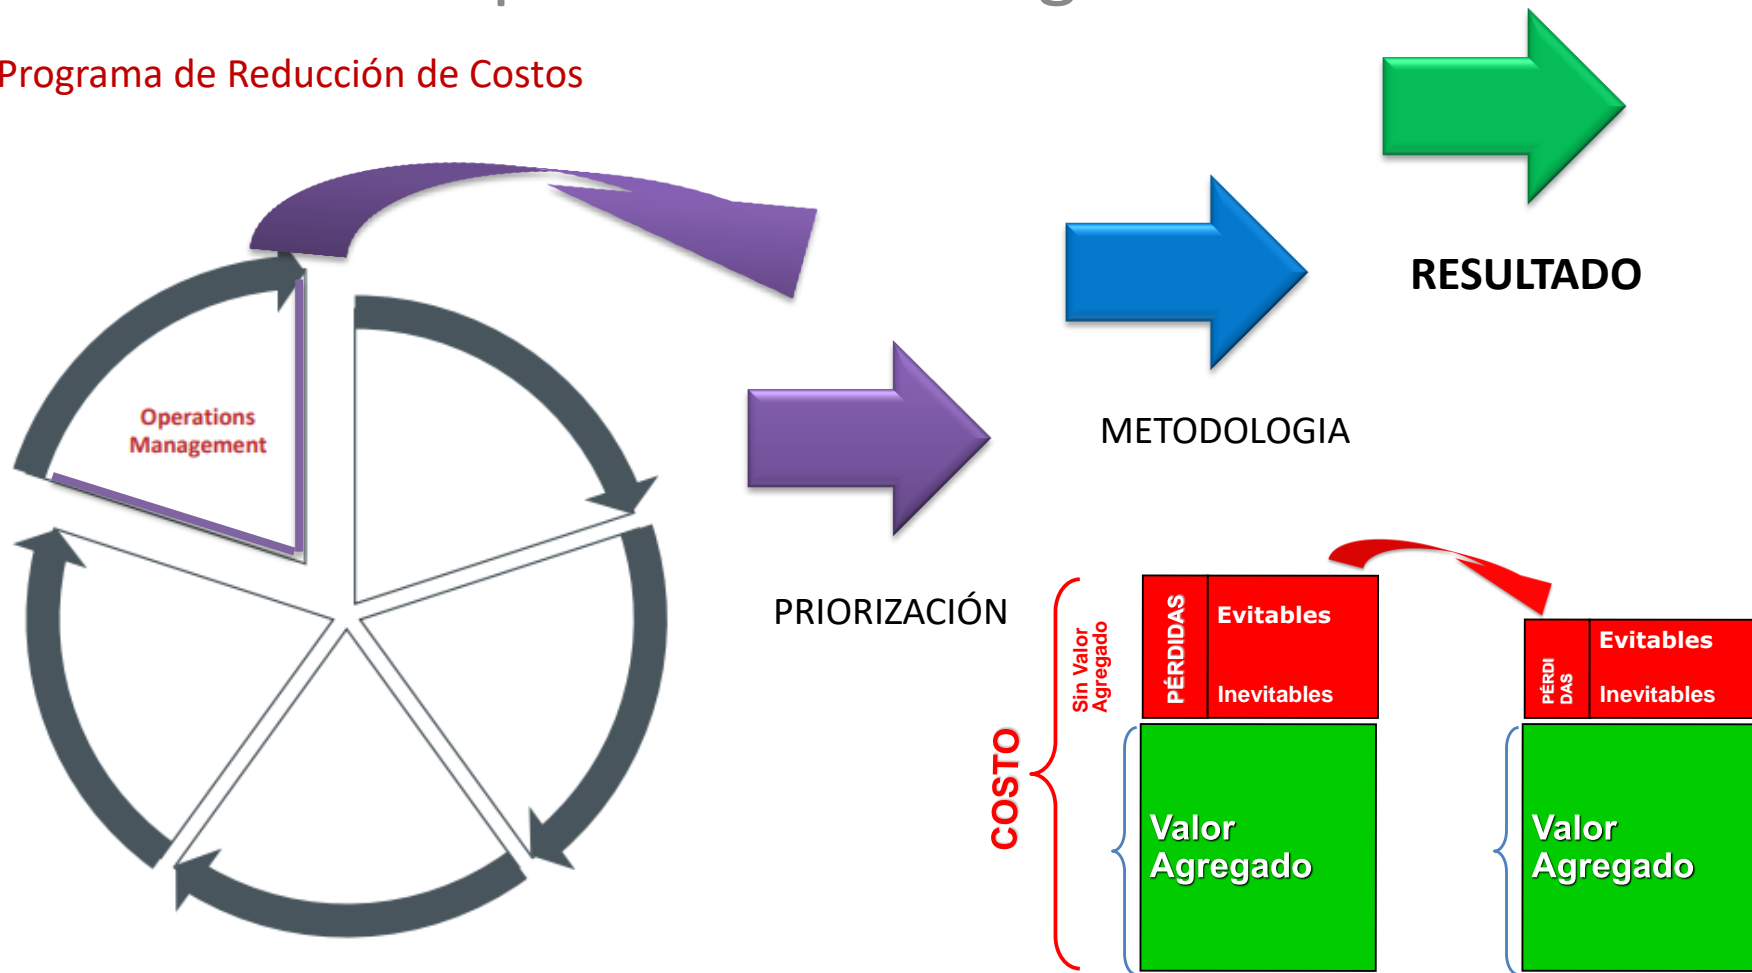 Programa de Reducción de Costos
RESULTADO
Operations
Management
METODOLOGIA
PRIORIZACIÓN
COSTO
Sin Valor
Agregado
PÉRDIDAS
Evitables
Inevitables
Valor
Agregado
PÉRDI
DAS
Evitables
Inevitables
Valor
Agregado